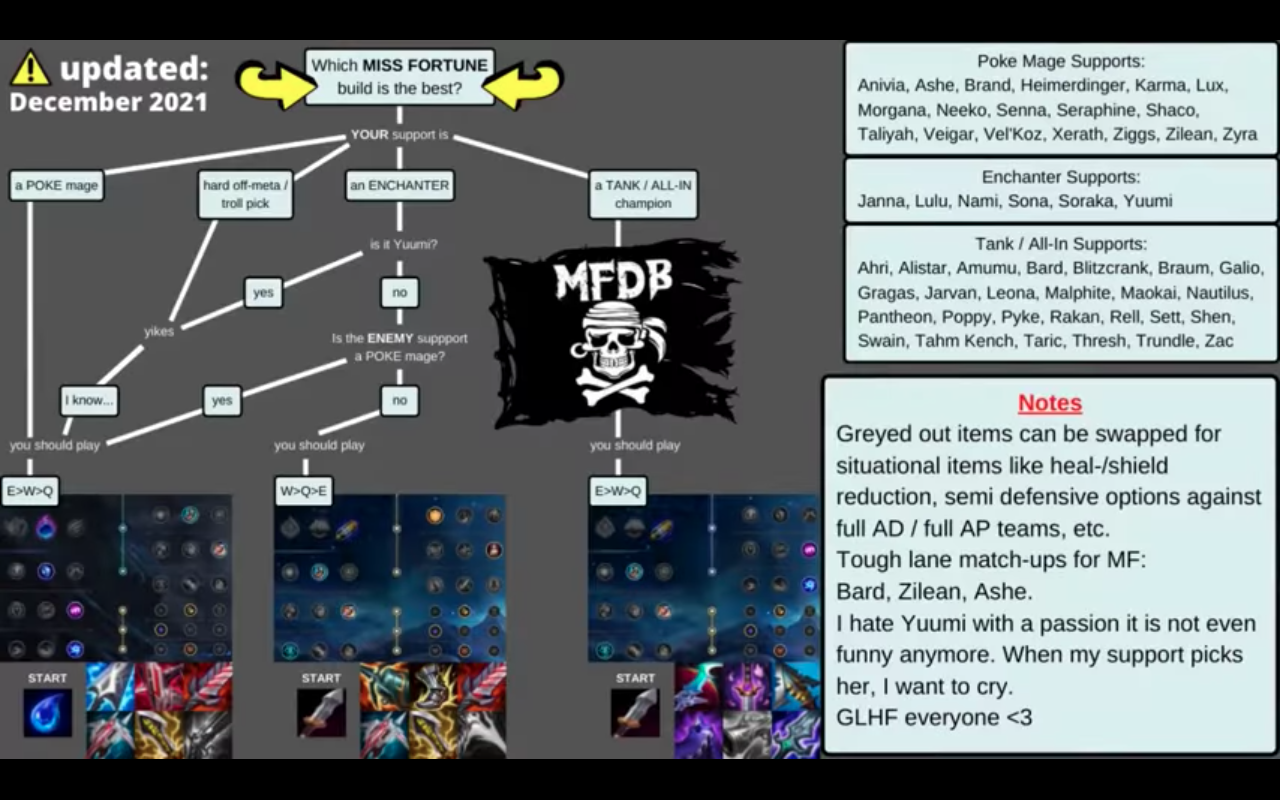 updated:
December 2021
Which MISS FORTUNE
build is the best?
YOUR support is
a POKE mage
hard off-meta /
troll pick
an ENCHANTER
a TANK / ALL-IN
champion
is it Yuumi?
yes
no
yikes
Is the ENEMY suppport
a POKE mage?
I know...
yes
no
MFDB
you should play
you should play
you should play
E>W>Q
W>Q>E
E>W>Q
START
START
START
Poke Mage Supports:
Anivia, Ashe, Brand, Heimerdinger, Karma, Lux,
Morgana, Neeko, Senna, Seraphine, Shaco,
Taliyah, Veigar, Vel'Koz, Xerath, Ziggs, Zilean, Zyra
Enchanter Supports:
Janna, Lulu, Nami, Sona, Soraka, Yuumi
Tank / All-In Supports:
Ahri, Alistar, Amumu, Bard, Blitzcrank, Braum, Galio,
Gragas, Jarvan, Leona, Malphite, Maokai, Nautilus,
Pantheon, Poppy, Pyke, Rakan, Rell, Sett, Shen,
Swain, Tahm Kench, Taric, Thresh, Trundle, Zac
Notes
Greyed out items can be swapped for
situational items like heal-/shield
reduction, semi defensive options against
full AD / full AP teams, etc.
Tough lane match-ups for MF:
Bard, Zilean, Ashe.
I hate Yuumi with a passion it is not even
funny anymore. When my support picks
her, I want to cry.
GLHF everyone <3